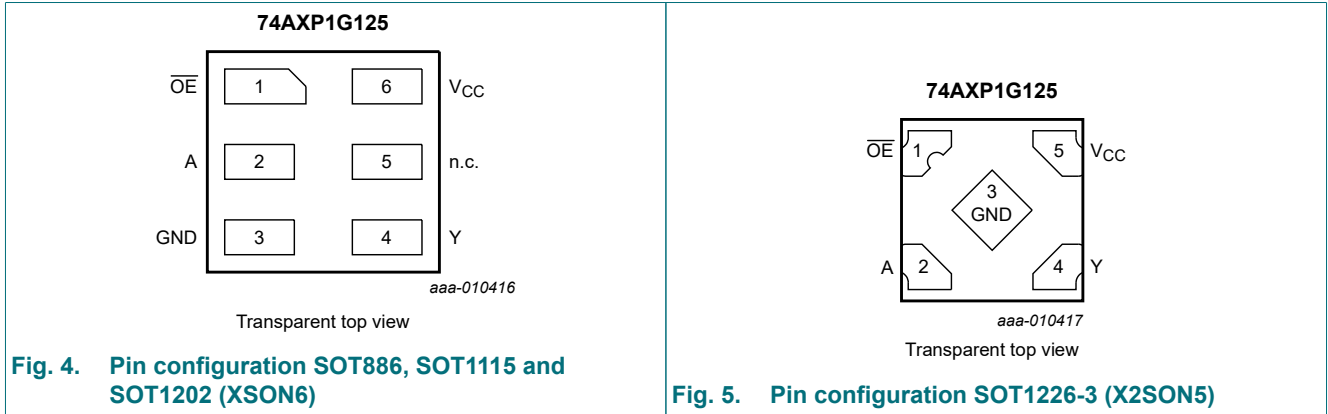 74AXP1G125
OE 1 6 VCC
A 2 5 n.c.
GND 3 4 Y
aaa-010416
Transparent top view
Fig. 4. Pin configuration SOT886, SOT1115 and
SOT1202 (XSON6)
74AXP1G125
OE 1 5 VCC
3
GND
A 2 4 Y
aaa-010417
Transparent top view
Fig. 5. Pin configuration SOT1226-3 (X2SON5)